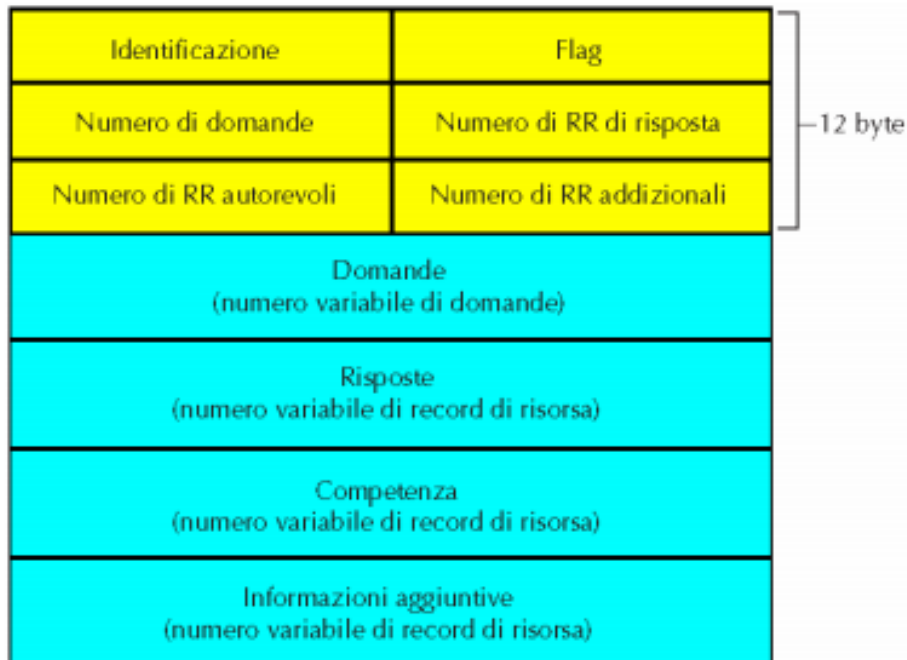 Identificazione
Flag
Numero di domande
Numero di RR di risposta
12 byte
Numero di RR autorevoli
Numero di RR addizionali
Domande
(numero variabile di domande)
Risposte
(numero variabile di record di risorsa)
Competenza
(numero variabile di record di risorsa)
Informazioni aggiuntive
(numero variabile di record di risorsa)